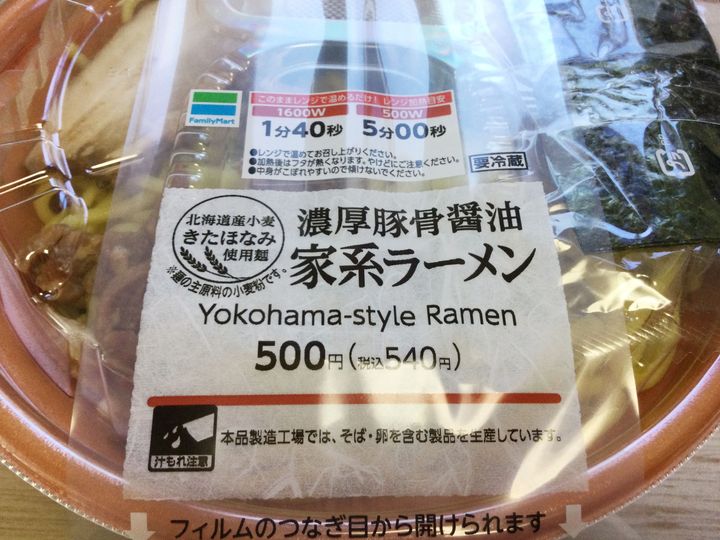 FamilyMart
このままレンジで温めるだけ! レンジ加熱目安
1600W 500W
1分40秒 5分00秒
●レンジで温めてお召し上がりください。
●加熱後はフタが熱くなります。やけどにご注意ください。
●中身がこぼれやすいので傾けないでください。
要冷蔵
北海道産小麦
きたほなみ
使用麺
※麺の主原料の小麦粉です。
濃厚豚骨醤油
家系ラーメン
Yokohama-style Ramen
500円(税込540円)
汁もれ注意
本品製造工場では、そば・卵を含む製品を生産しています。
フィルムのつなぎ目から開けられます